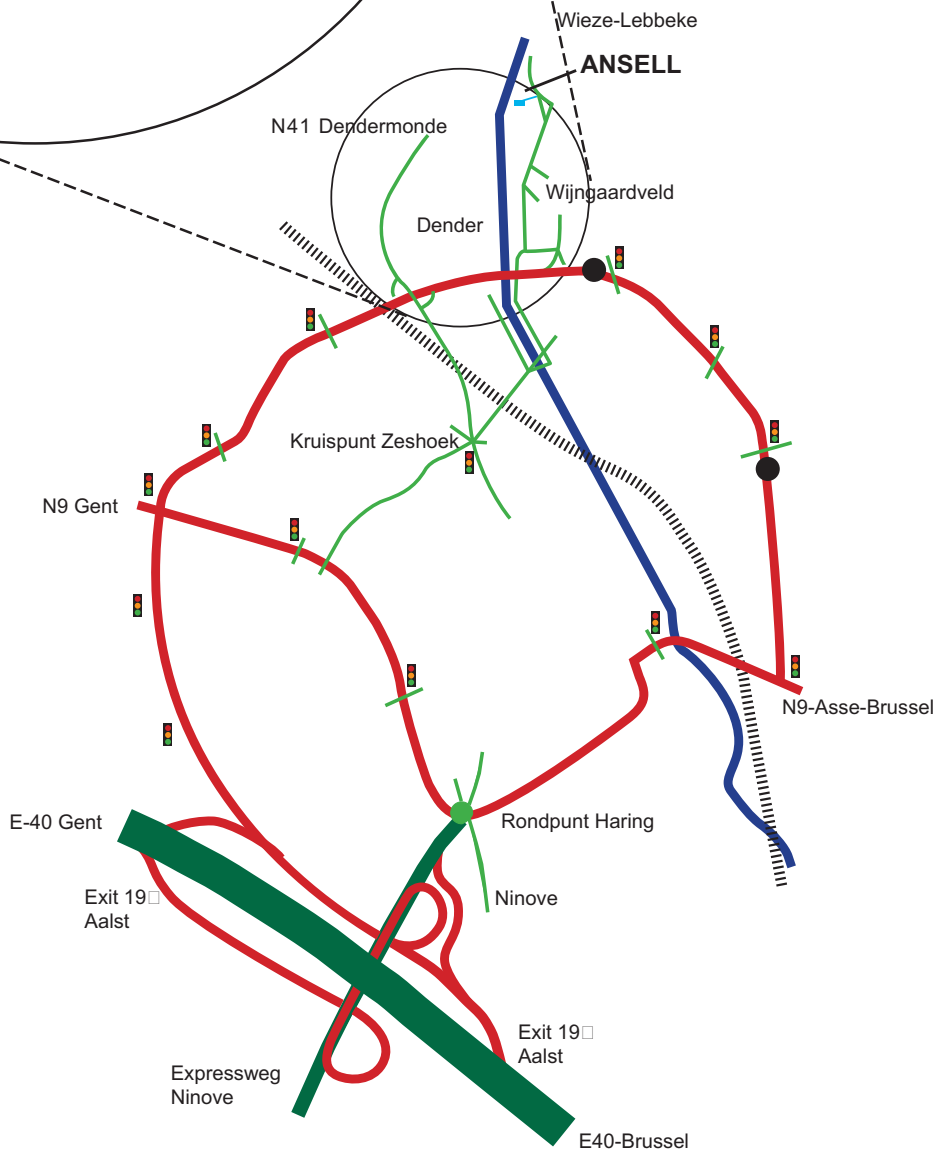 Wieze-Lebbeke
ANSELL
N41 Dendermonde
Wijngaardveld
Dender
Kruispunt Zeshoek
N9 Gent
N9-Asse-Brussel
E-40 Gent
Rondpunt Haring
Exit 19
Aalst
Ninove
Exit 19
Aalst
Expressweg
Ninove
E40-Brussel